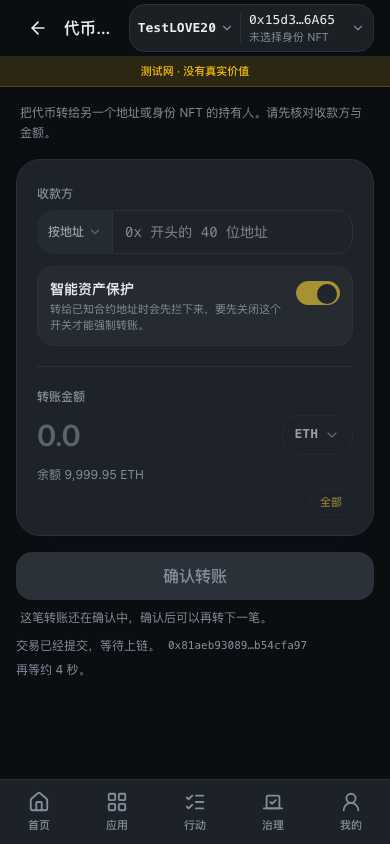 代币... TestLOVE20 0x15d3...6A65
未选择身份 NFT
测试网 · 没有真实价值
把代币转给另一个地址或身份 NFT 的持有人。请先核对收款方与
金额。
收款方
按地址 0x 开头的 40 位地址
智能资产保护
转给已知合约地址时会先拦下来，要先关闭这个
开关才能强制转账。
转账金额
0.0 ETH
余额 9,999.95 ETH
全部
确认转账
这笔转账还在确认中，确认后可以再转下一笔。
交易已经提交，等待上链。 0x81aeb93089…b54cfa97
再等约 4 秒。
首页 应用 行动 治理 我的